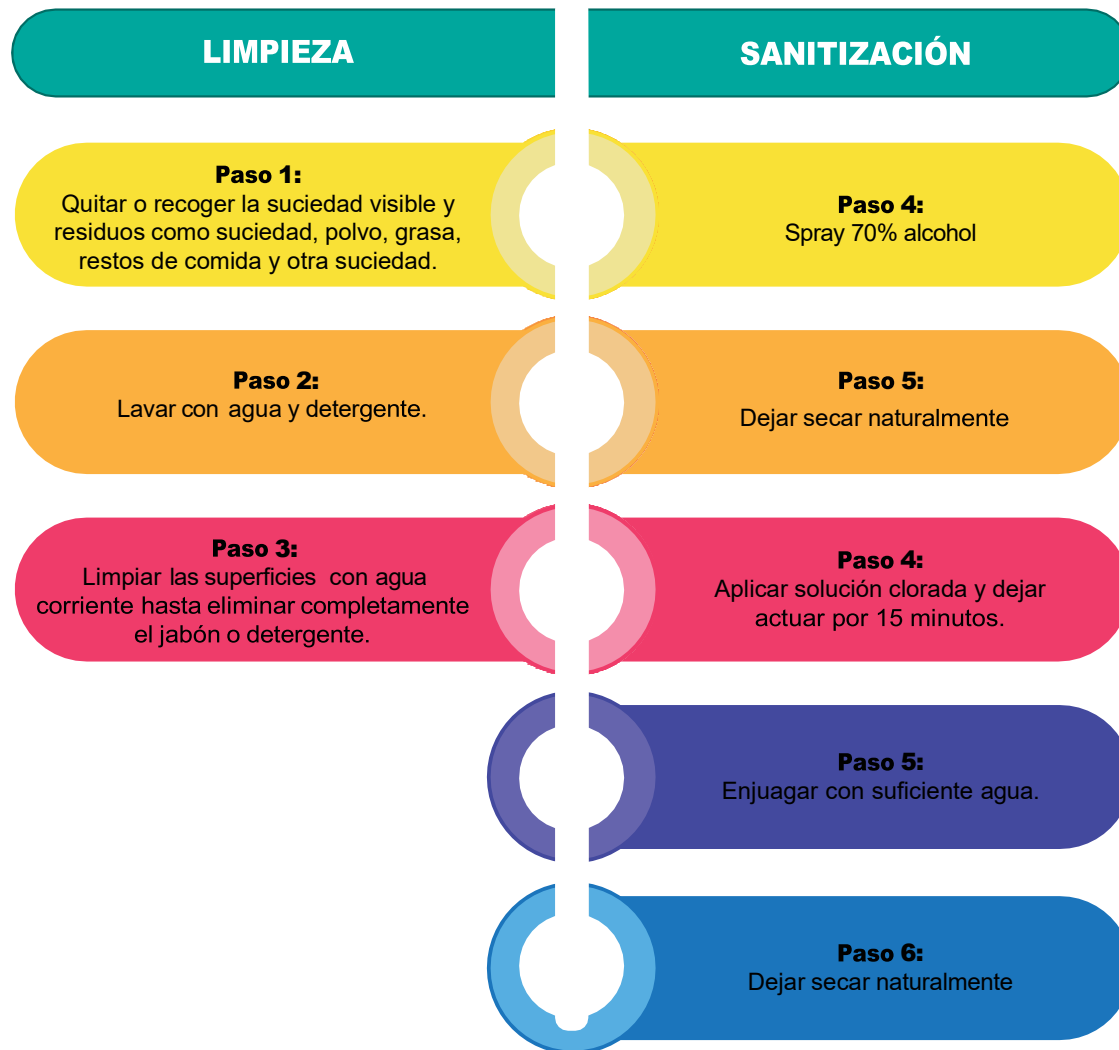 LIMPIEZA
Paso 1:
Quitar o recoger la suciedad visible y
residuos como suciedad, polvo, grasa,
restos de comida y otra suciedad.
Paso 2:
Lavar con agua y detergente.
Paso 3:
Limpiar las superficies con agua
corriente hasta eliminar completamente
el jabón o detergente.
SANITIZACIÓN
Paso 4:
Spray 70% alcohol
Paso 5:
Dejar secar naturalmente
Paso 4:
Aplicar solución clorada y dejar
actuar por 15 minutos.
Paso 5:
Enjuagar con suficiente agua.
Paso 6:
Dejar secar naturalmente